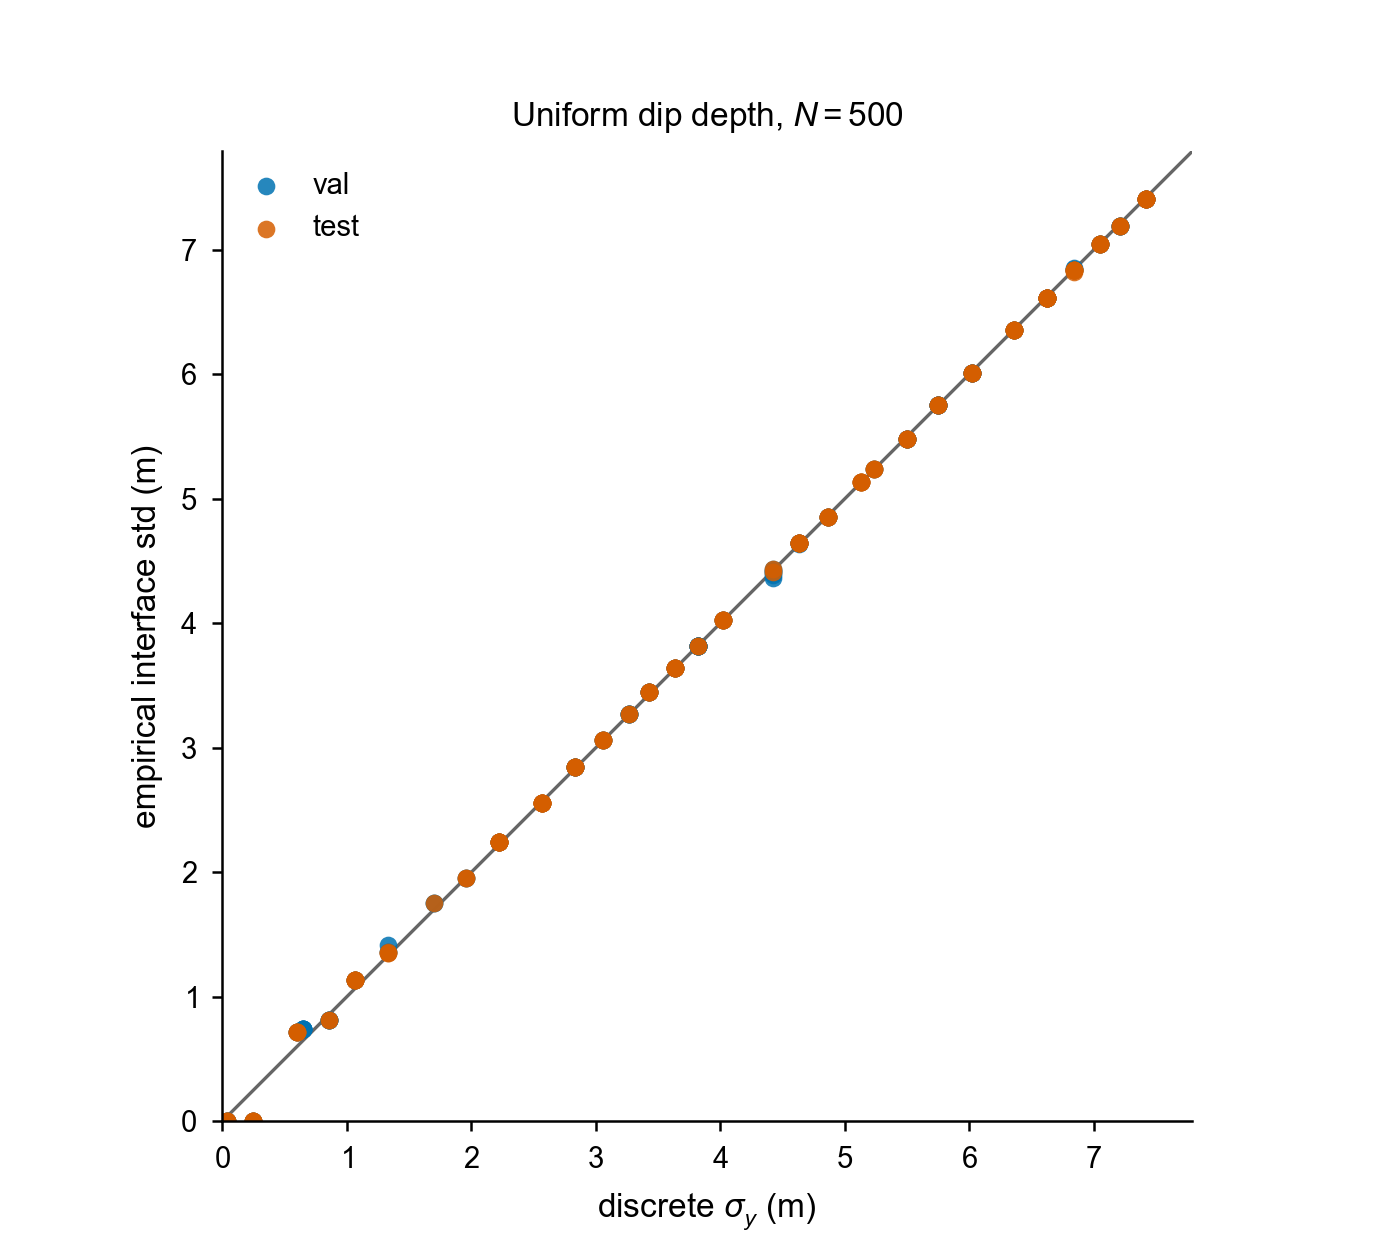 Uniform dip depth, N = 500
val
test
7
6
5
4
3
2
1
0
empirical interface std (m)
0 1 2 3 4 5 6 7
discrete σy (m)